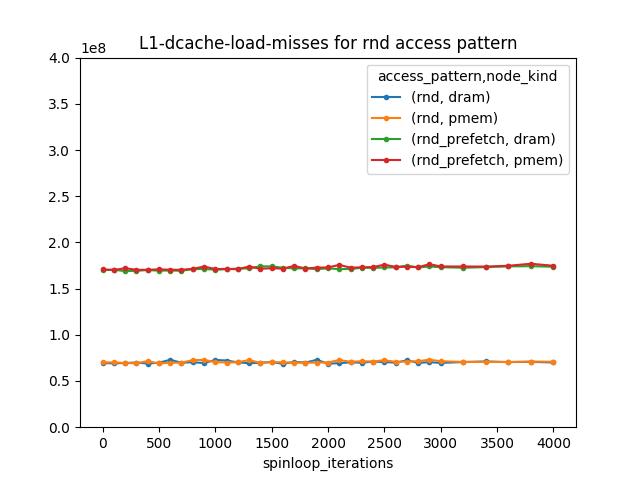 L1-dcache-load-misses for rnd access pattern
1e8
4.0
3.5
3.0
2.5
2.0
1.5
1.0
0.5
0.0
access_pattern,node_kind
(rnd, dram)
(rnd, pmem)
(rnd_prefetch, dram)
(rnd_prefetch, pmem)
0 500 1000 1500 2000 2500 3000 3500 4000
spinloop_iterations